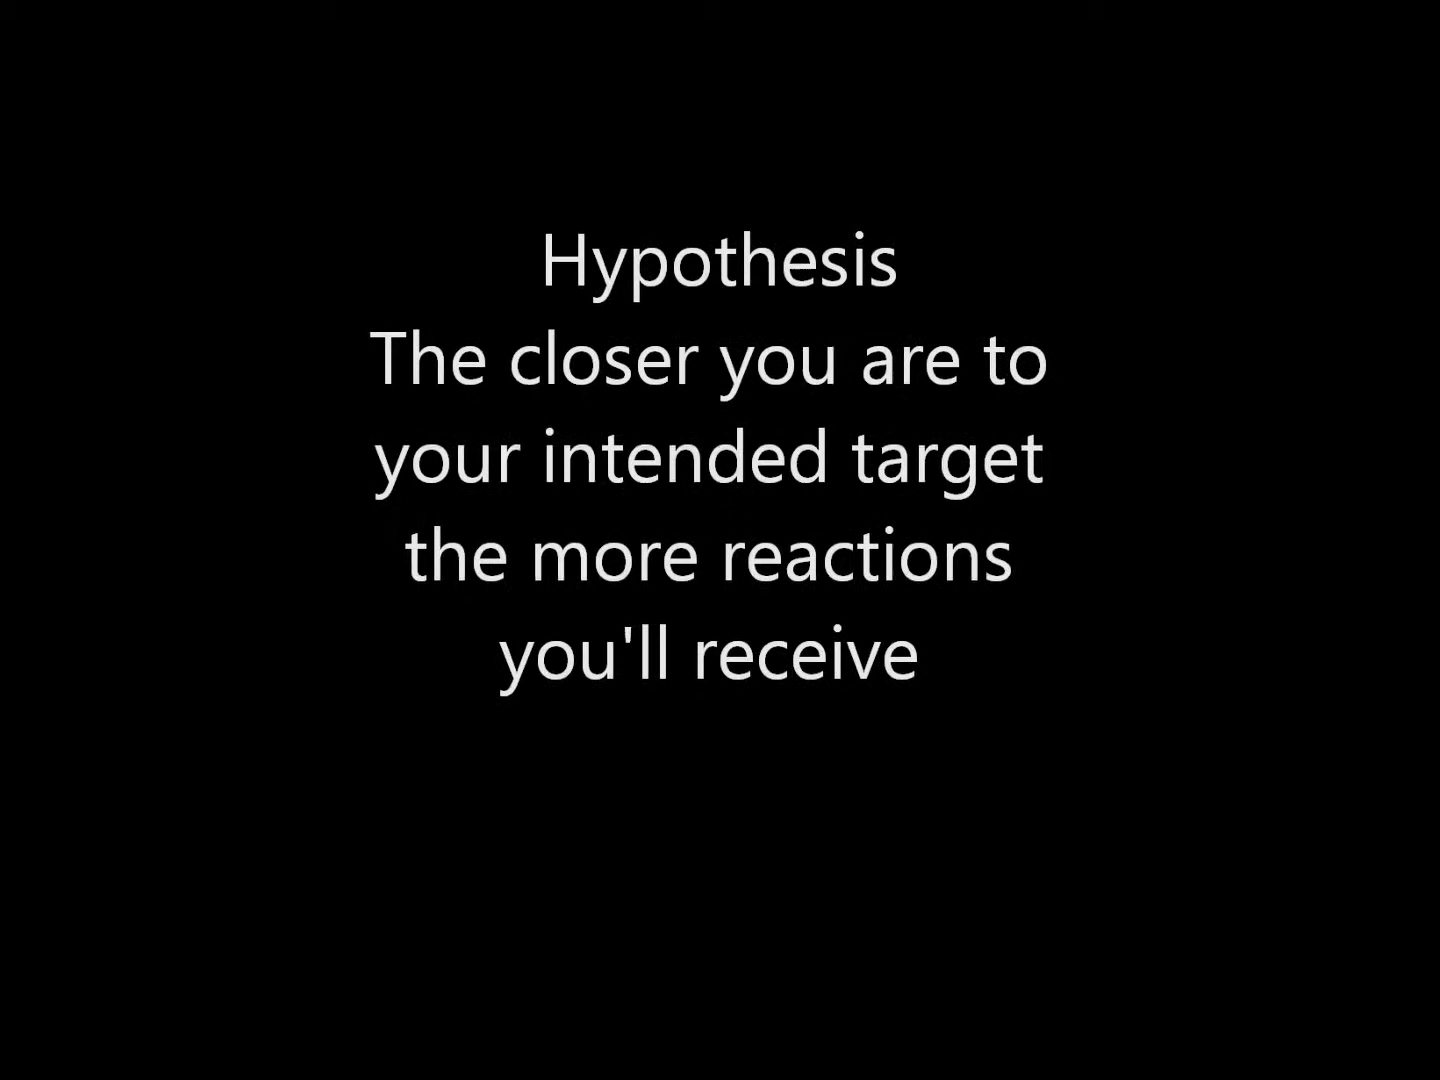 Hypothesis
The closer you are to
your intended target
the more reactions
you'll receive